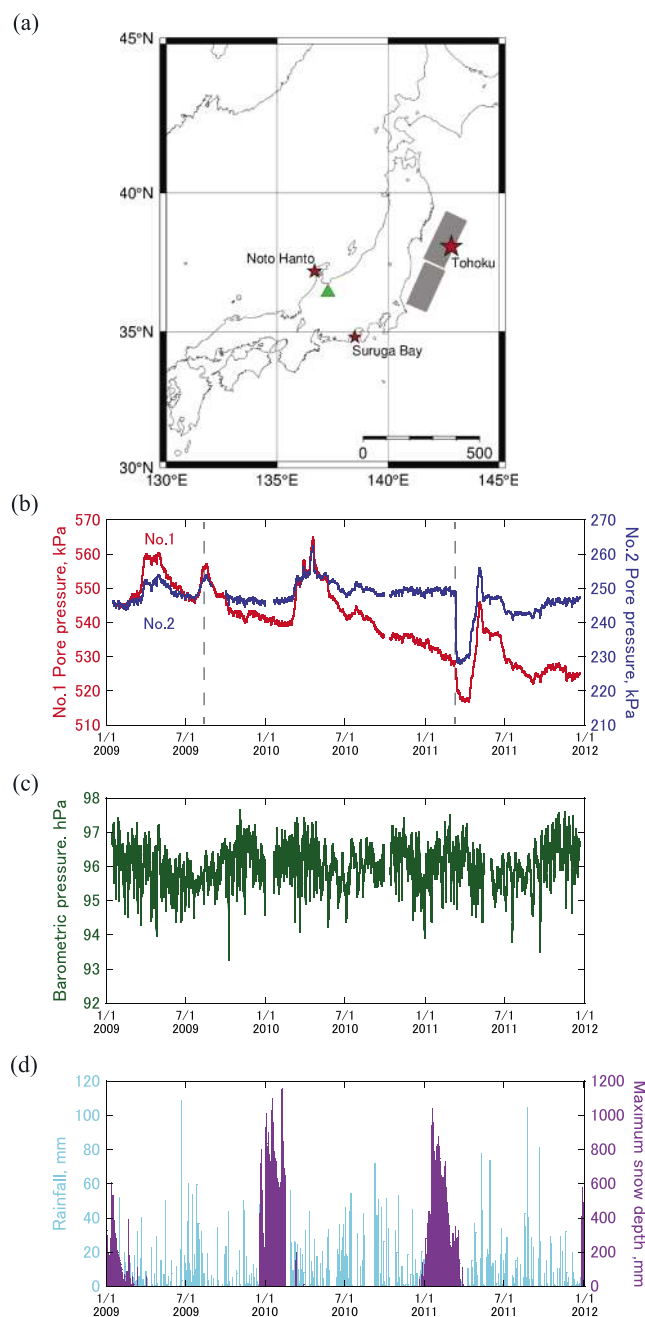 (a)
45°N
40°N
35°N
30°N
Noto Hanto
Tohoku
Suruga Bay
0
500
130°E
135°E
140°E
145°E
(b)
No.1 Pore pressure, kPa
570
560
550
540
530
520
510
No.1
No.2
270
260
250
240
230
220
210
No.2 Pore pressure, kPa
1/1 7/1 1/1 7/1 1/1 7/1 1/1
2009 2009 2010 2010 2011 2011 2012
(c)
Barometric pressure. hPa
98
97
96
95
94
93
92
1/1 7/1 1/1 7/1 1/1 7/1 1/1
2009 2009 2010 2010 2011 2011 2012
(d)
Rainfall, mm
120
100
80
60
40
20
0
1200
1000
800
600
400
200
0
Maximum snow depth ,mm
1/1 7/1 1/1 7/1 1/1 7/1 1/1
2009 2009 2010 2010 2011 2011 2012